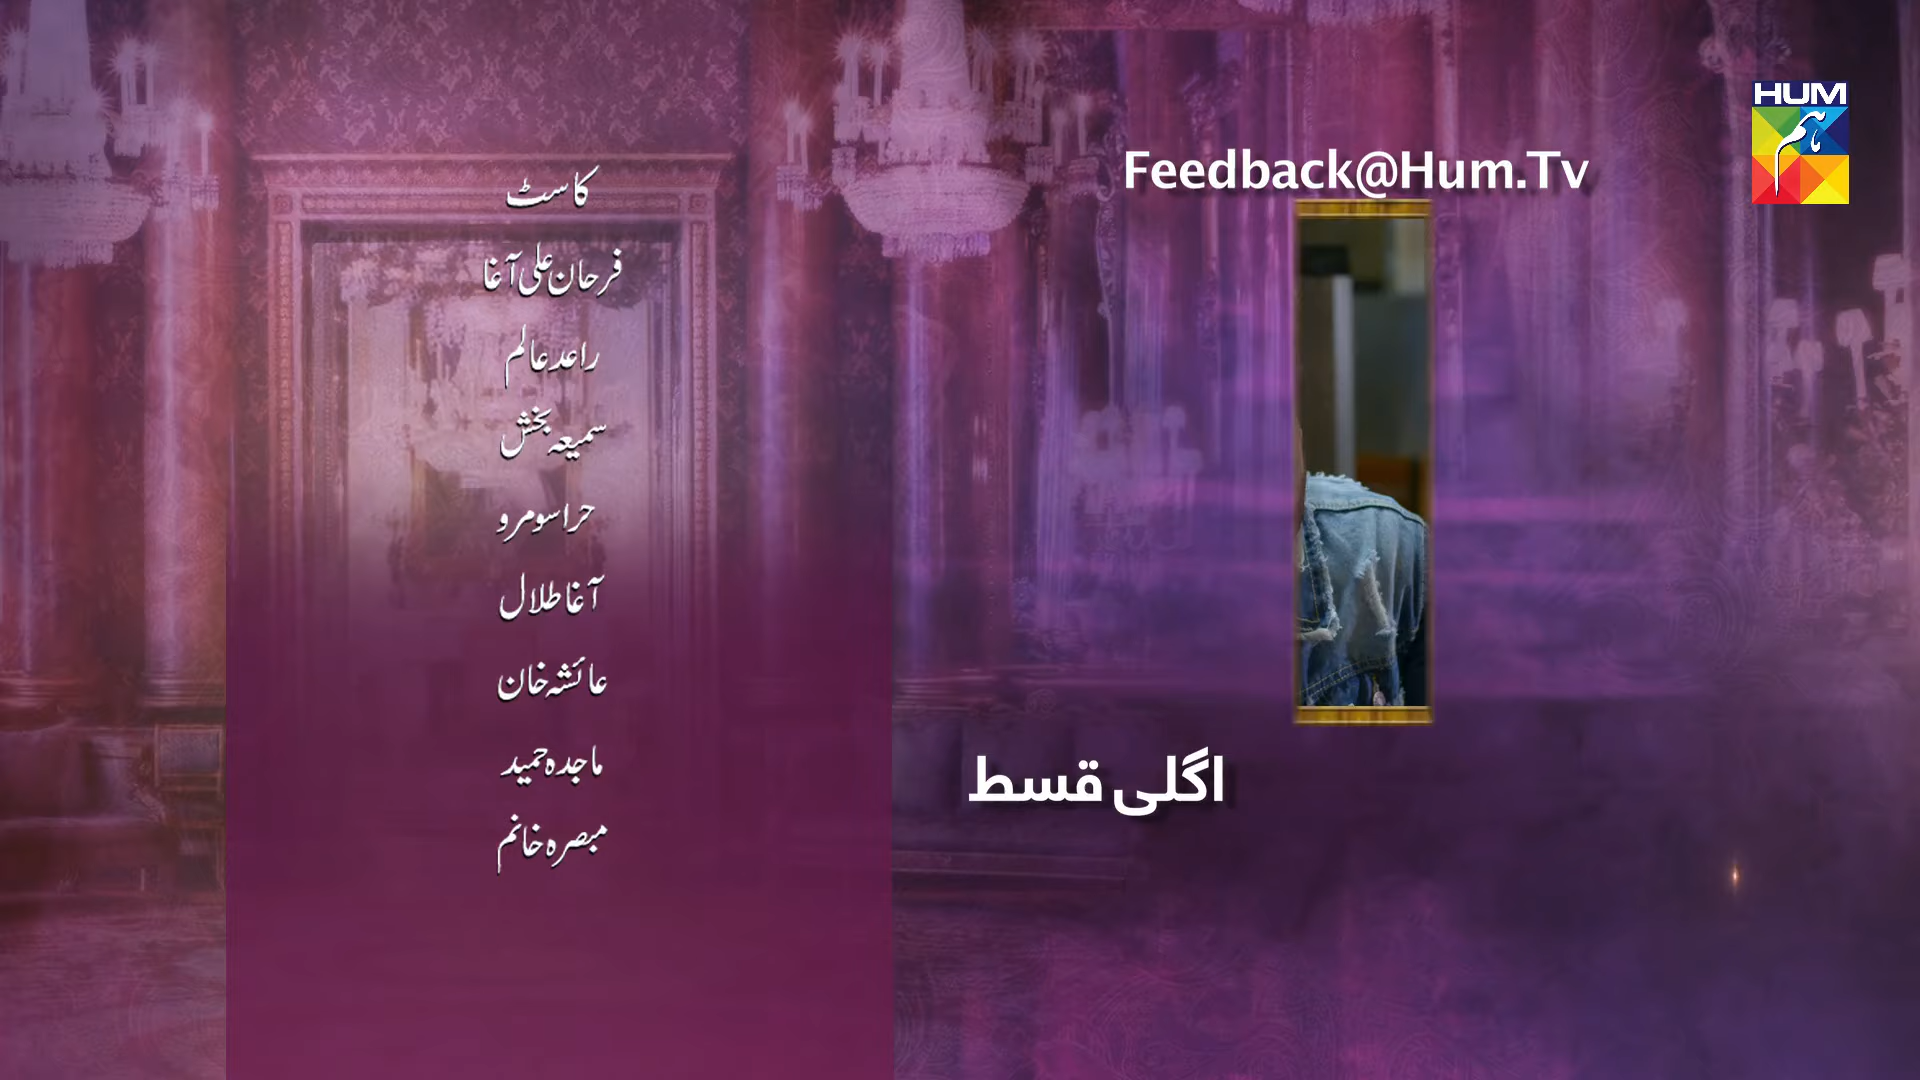 HUM
ہم
Feedback@Hum.Tv
کاسٹ
فرحان علی آغا
راعد عالم
سمیعہ بخش
حرا سومرو
آغا طلال
عائشہ خان
ماجدہ حمید
مبصرہ خانم
اگلی قسط